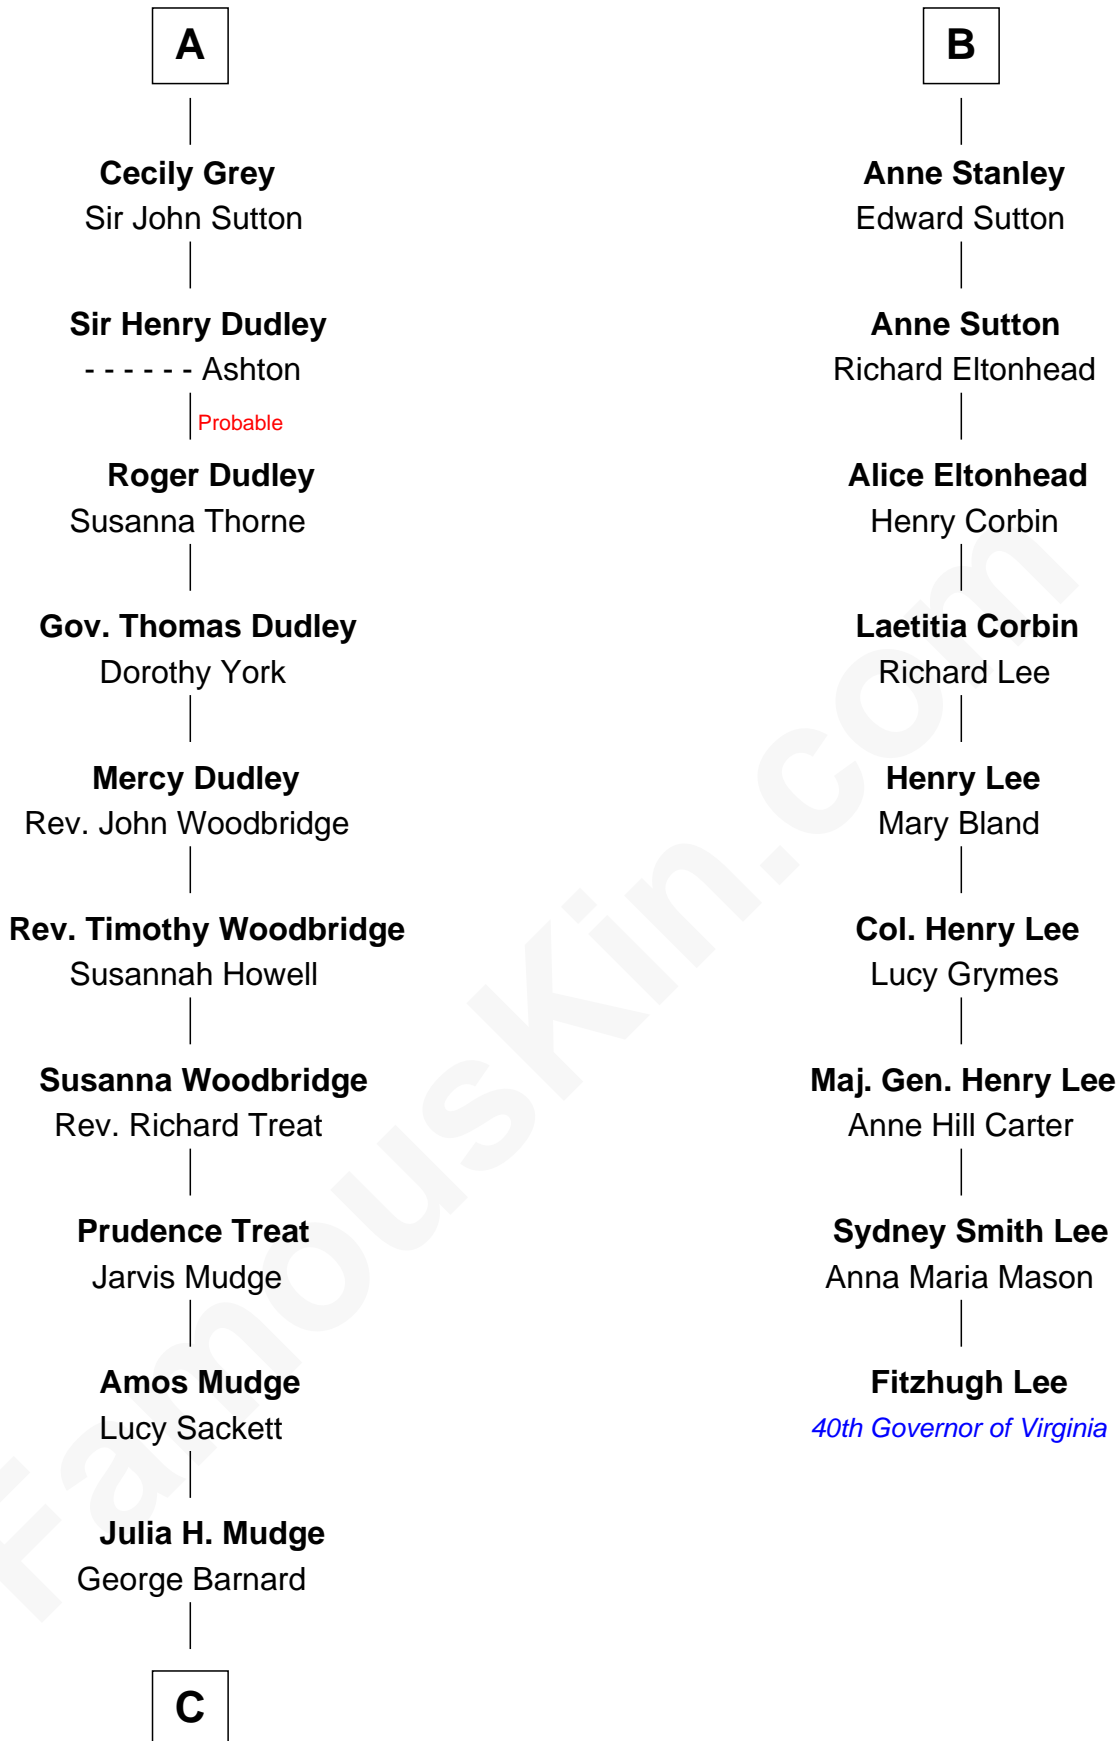 A
Cecily Grey
Sir John Sutton
Sir Henry Dudley
- - - - - - Ashton
Probable
Roger Dudley
Susanna Thorne
Gov. Thomas Dudley
Dorothy York
Mercy Dudley
Rev. John Woodbridge
Rev. Timothy Woodbridge
Susannah Howell
Susanna Woodbridge
Rev. Richard Treat
Prudence Treat
Jarvis Mudge
Amos Mudge
Lucy Sackett
Julia H. Mudge
George Barnard
C
B
Anne Stanley
Edward Sutton
Anne Sutton
Richard Eltonhead
Alice Eltonhead
Henry Corbin
Laetitia Corbin
Richard Lee
Henry Lee
Mary Bland
Col. Henry Lee
Lucy Grymes
Maj. Gen. Henry Lee
Anne Hill Carter
Sydney Smith Lee
Anna Maria Mason
Fitzhugh Lee
40th Governor of Virginia
FamousKin.com